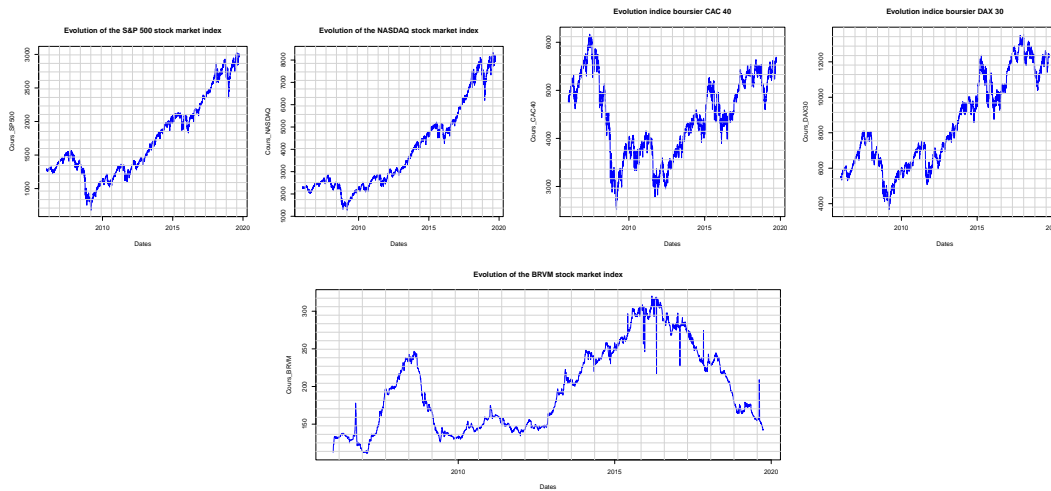 Evolution of the S&P 500 stock market index
Cours_SP500
1000
1500
2000
2500
3000
2010
2015
2020
Dates
Evolution of the NASDAQ stock market index
Cours_NASDAQ
1000
2000
3000
4000
5000
6000
7000
8000
2010
2015
2020
Dates
Evolution indice boursier CAC 40
Cours_CAC40
3000
4000
5000
6000
2010
2015
2020
Dates
Evolution indice boursier DAX 30
Cours_DAX30
4000
6000
8000
10000
12000
2010
2015
2020
Dates
Evolution of the BRVM stock market index
Cours_BRVM
150
200
250
300
2010
2015
2020
Dates